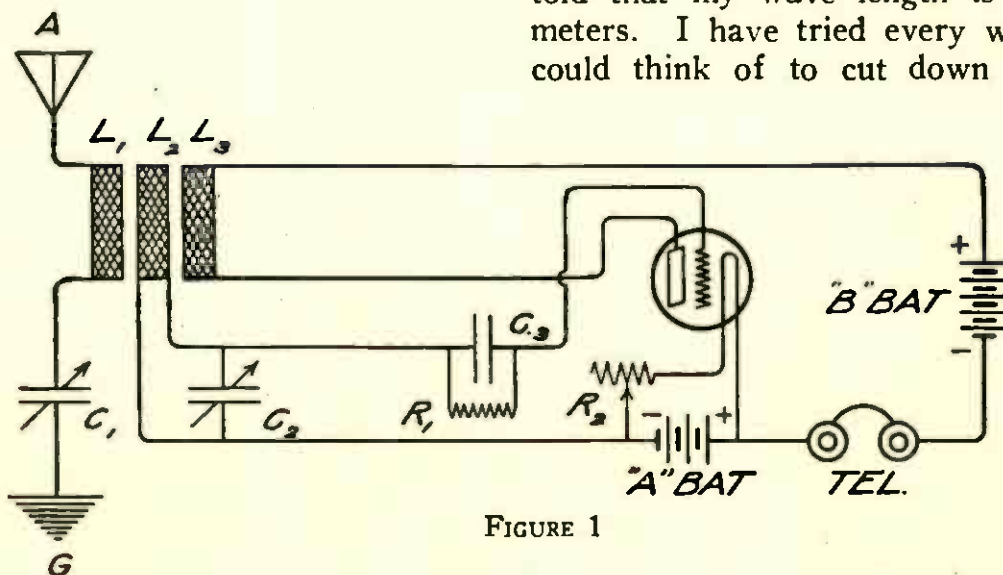 told that my wave length is
meters. I have tried every w
could think of to cut down
A
L₁ L₂ L₃
C₁
G
C₂
R₁
C.₃
R₂
- +
"A" BAT
TEL.
+
"B" BAT
-
FIGURE 1